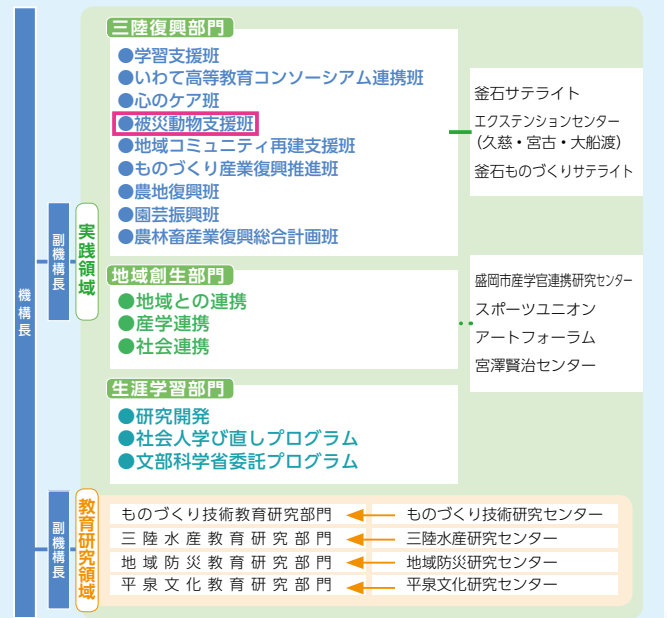 機構長
副機構長
実践領域
三陸復興部門
●学習支援班
●いわて高等教育コンソーシアム連携班
●心のケア班
●被災動物支援班
●地域コミュニティ再建支援班
●ものづくり産業復興推進班
●農地復興班
●園芸振興班
●農林畜産業復興総合計画班
釜石サテライト
エクステンションセンター
(久慈・宮古・大船渡)
釜石ものづくりサテライト
地域創生部門
●地域との連携
●産学連携
●社会連携
盛岡市産学官連携研究センター
スポーツユニオン
アートフォーラム
宮澤賢治センター
生涯学習部門
●研究開発
●社会人学び直しプログラム
●文部科学省委託プログラム
副機構長
教育研究領域
ものづくり技術教育研究部門 ものづくり技術研究センター
三陸水産教育研究部門 三陸水産研究センター
地域防災教育研究部門 地域防災研究センター
平泉文化教育研究部門 平泉文化研究センター